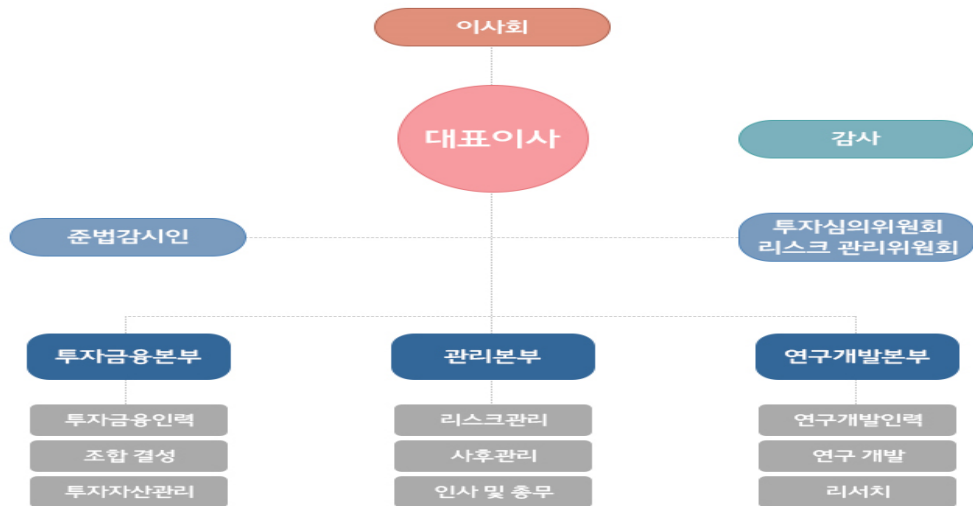 이사회
대표이사
감사
준법감시인
투자심의위원회
리스크 관리위원회
투자금융본부
관리본부
연구개발본부
투자금융인력
리스크관리
연구개발인력
조합 결성
사후관리
연구 개발
투자자산관리
인사 및 총무
리서치